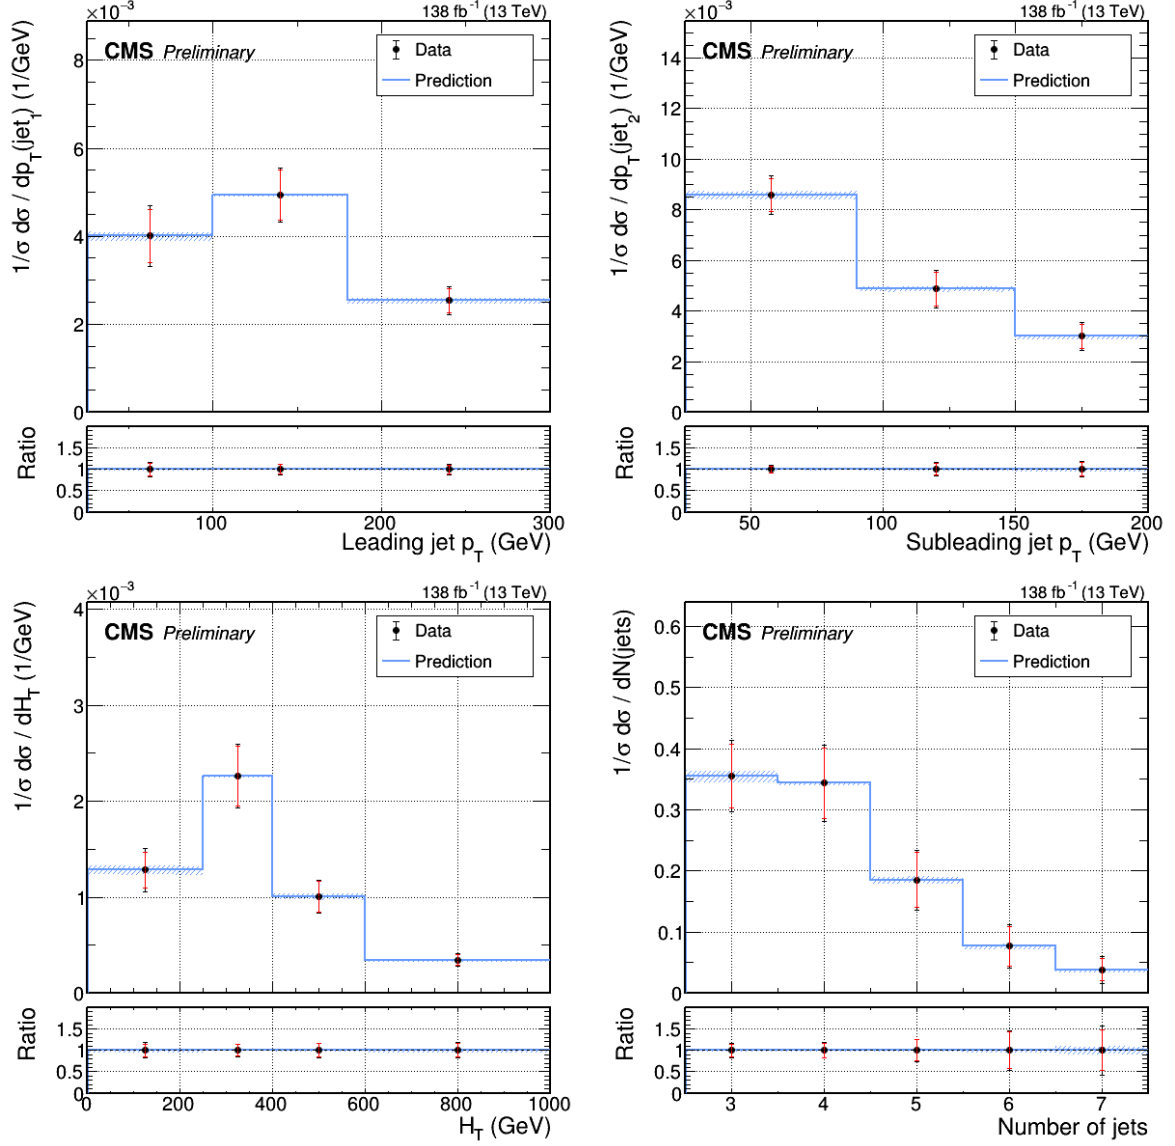 ×10⁻³ 138 fb⁻¹ (13 TeV)
CMS Preliminary
Data
Prediction
1/σ dσ / dp_T(jet_1) (1/GeV)
8
6
4
2
0
Ratio
1.5
1
0.5
0
100 200 300
Leading jet p_T (GeV)
×10⁻³ 138 fb⁻¹ (13 TeV)
CMS Preliminary
Data
Prediction
1/σ dσ / dp_T(jet_2) (1/GeV)
14
12
10
8
6
4
2
0
Ratio
1.5
1
0.5
0
50 100 150 200
Subleading jet p_T (GeV)
×10⁻³ 138 fb⁻¹ (13 TeV)
CMS Preliminary
Data
Prediction
1/σ dσ / dH_T (1/GeV)
4
3
2
1
0
Ratio
1.5
1
0.5
0
0 200 400 600 800 1000
H_T (GeV)
138 fb⁻¹ (13 TeV)
CMS Preliminary
Data
Prediction
1/σ dσ / dN(jets)
0.6
0.5
0.4
0.3
0.2
0.1
0
Ratio
1.5
1
0.5
0
3 4 5 6 7
Number of jets